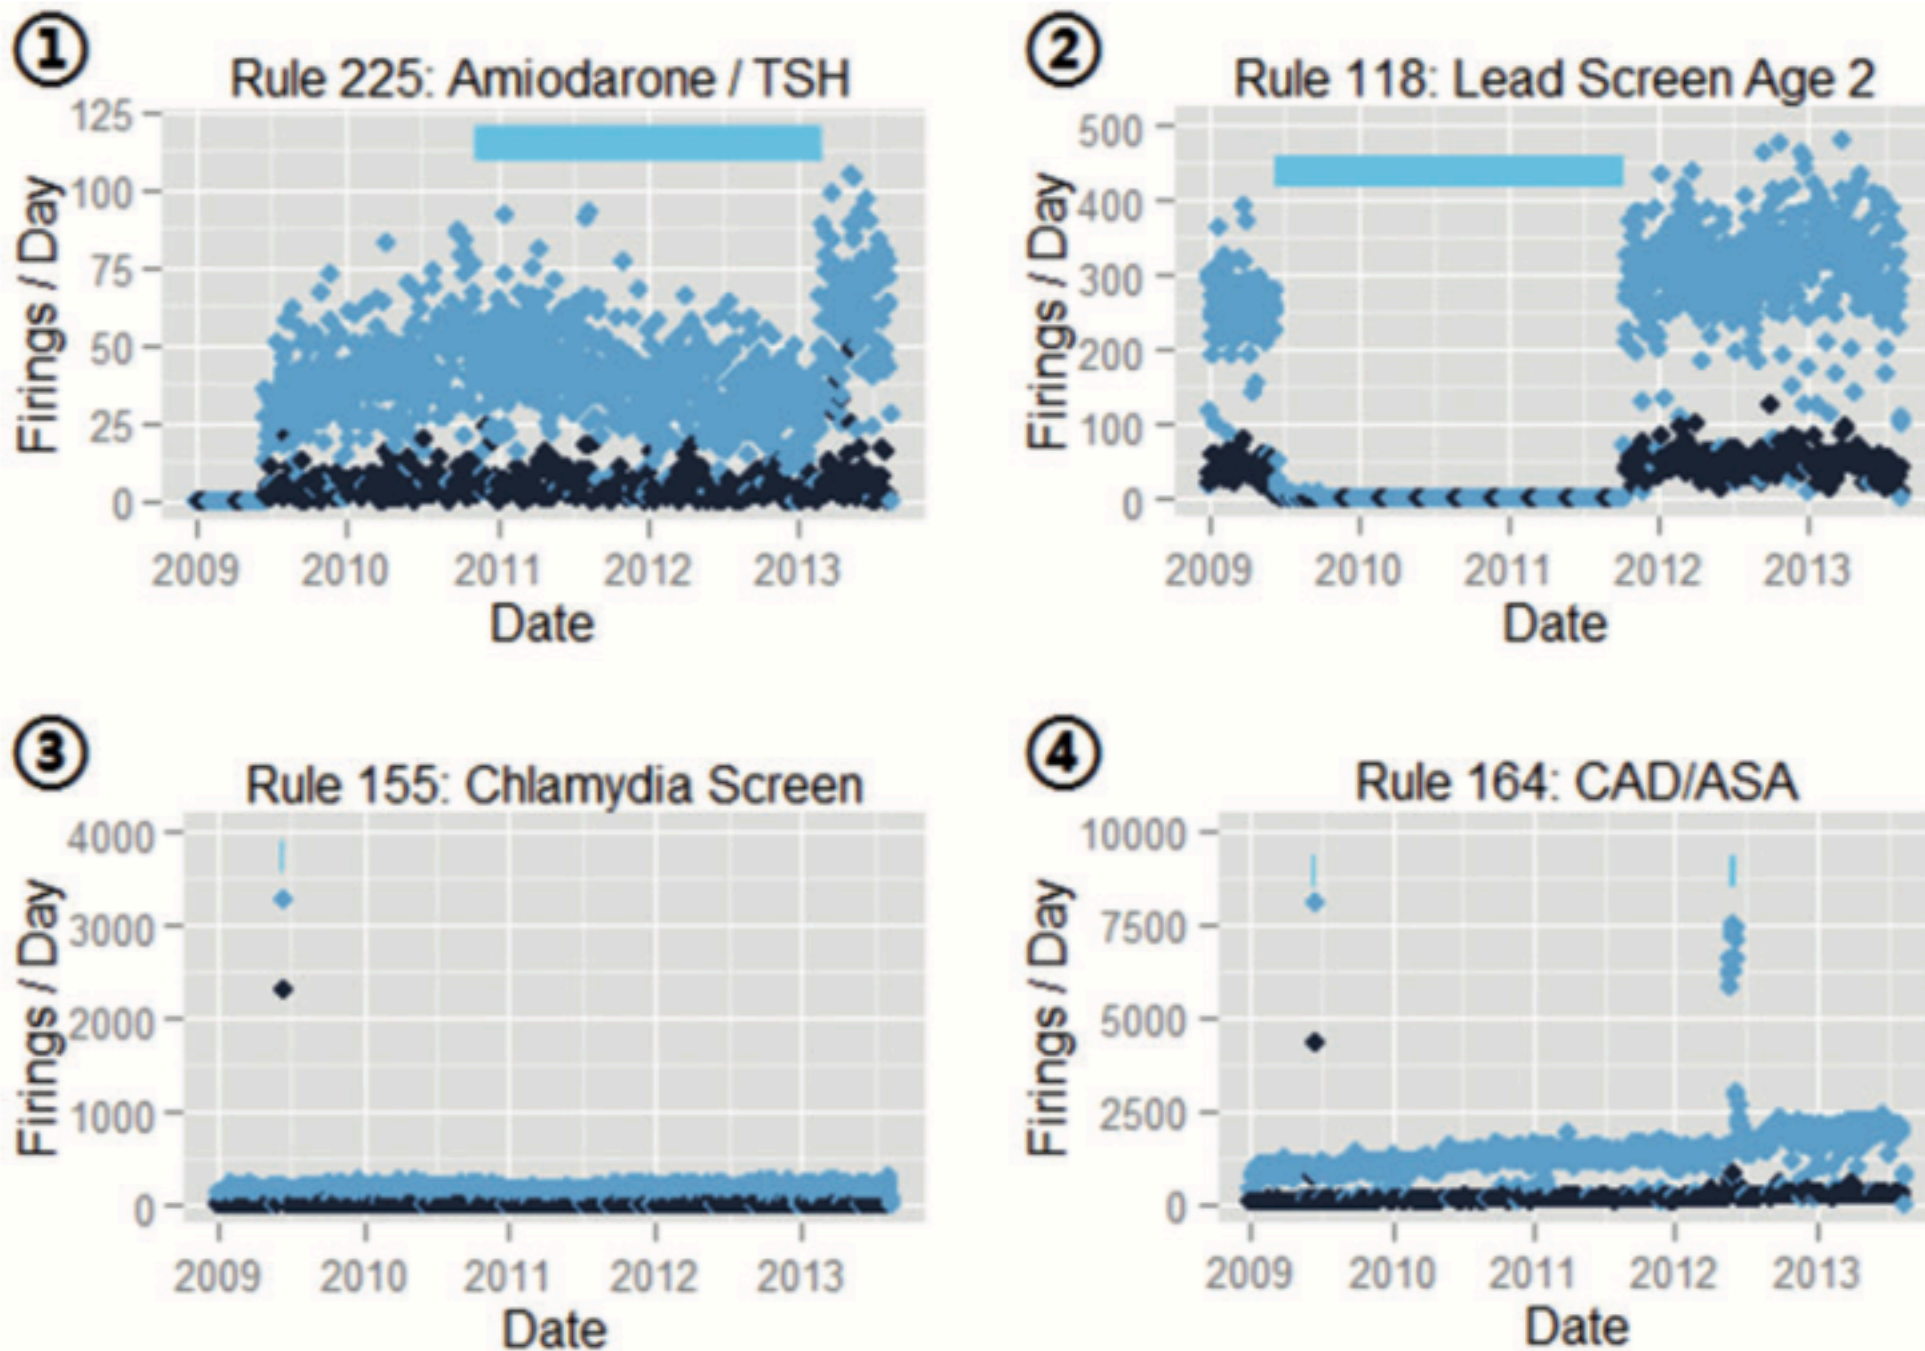 ①
Rule 225: Amiodarone / TSH
125
100
75
50
25
0
Firings / Day
2009 2010 2011 2012 2013
Date
②
Rule 118: Lead Screen Age 2
500
400
300
200
100
0
Firings / Day
2009 2010 2011 2012 2013
Date
③
Rule 155: Chlamydia Screen
4000
3000
2000
1000
0
Firings / Day
2009 2010 2011 2012 2013
Date
④
Rule 164: CAD/ASA
10000
7500
5000
2500
0
Firings / Day
2009 2010 2011 2012 2013
Date